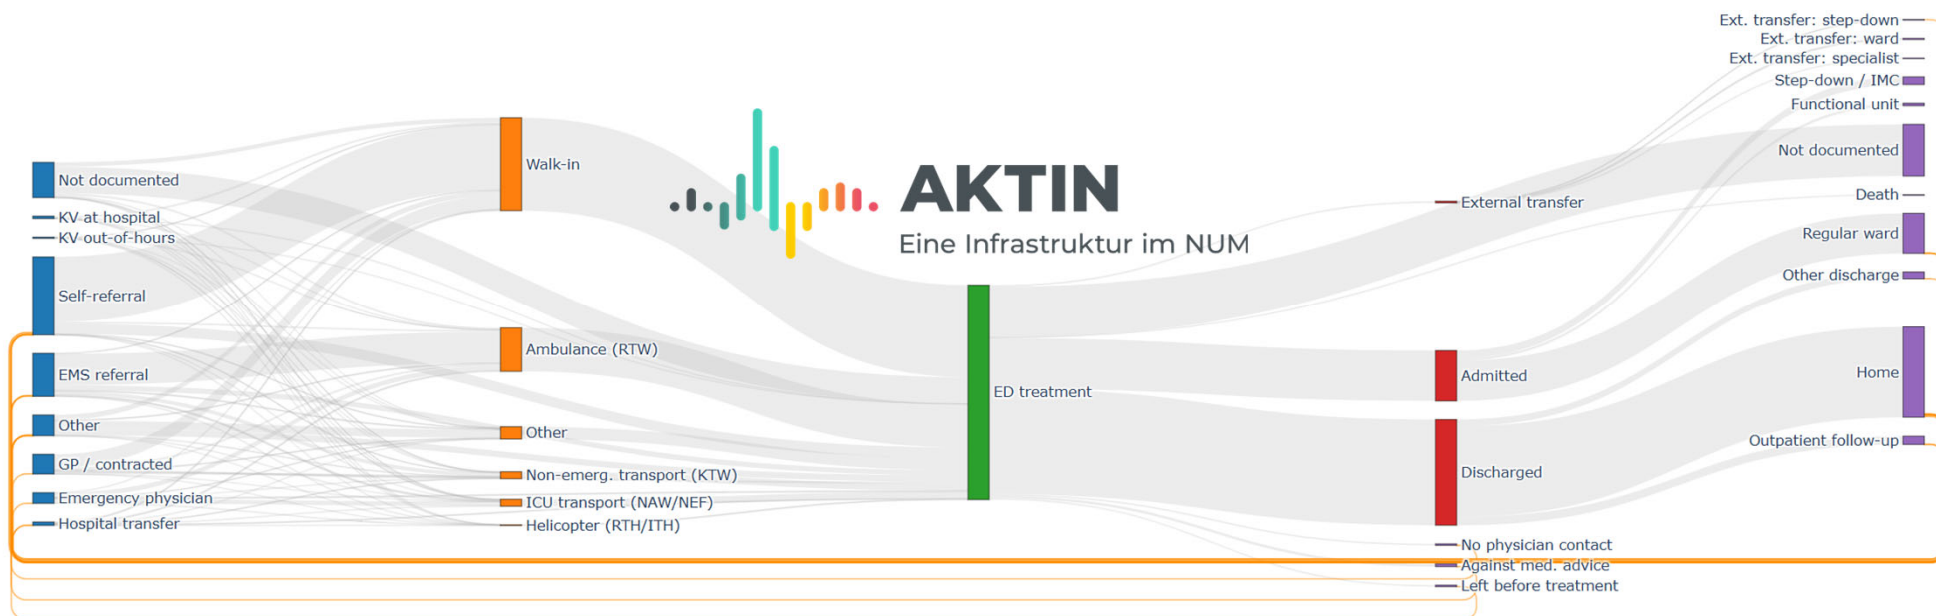 Not documented
KV at hospital
KV out-of-hours
Self-referral
EMS referral
Other
GP / contracted
Emergency physician
Hospital transfer
Walk-in
Ambulance (RTW)
Other
Non-emerg. transport (KTW)
ICU transport (NAW/NEF)
Helicopter (RTH/ITH)
AKTIN
Eine Infrastruktur im NUM
ED treatment
External transfer
Admitted
Discharged
No physician contact
Against med. advice
Left before treatment
Ext. transfer: step-down
Ext. transfer: ward
Ext. transfer: specialist
Step-down / IMC
Functional unit
Not documented
Death
Regular ward
Other discharge
Home
Outpatient follow-up